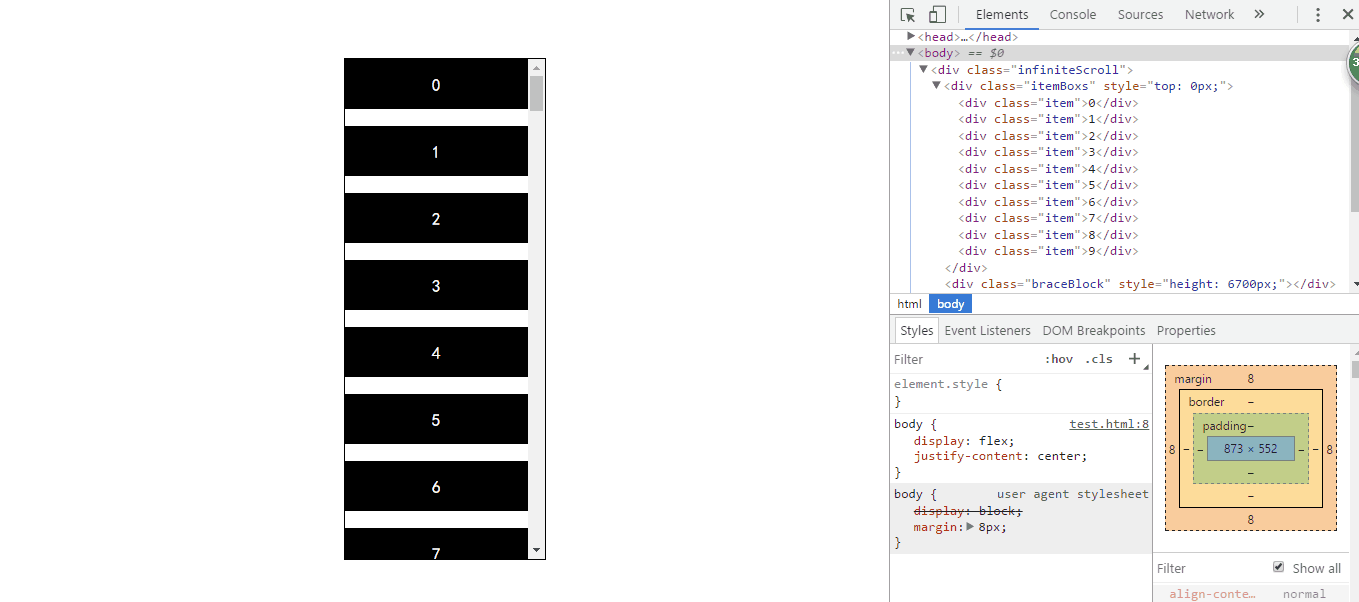 0
1
2
3
4
5
6
7
Elements Console Sources Network »
<head>…</head>
<body> == $0
<div class="infiniteScroll">
<div class="itemBoxs" style="top: 0px;">
<div class="item">0</div>
<div class="item">1</div>
<div class="item">2</div>
<div class="item">3</div>
<div class="item">4</div>
<div class="item">5</div>
<div class="item">6</div>
<div class="item">7</div>
<div class="item">8</div>
<div class="item">9</div>
</div>
<div class="braceBlock" style="height: 6700px;"></div>
3
html body
Styles Event Listeners DOM Breakpoints Properties
Filter :hov .cls +
element.style {
}
body { test.html:8
display: flex;
justify-content: center;
}
body { user agent stylesheet
display: block;
margin: 8px;
}
margin 8
border –
padding –
8 – – 873 × 552 – – 8
–
–
8
Filter Show all
align-conte… normal